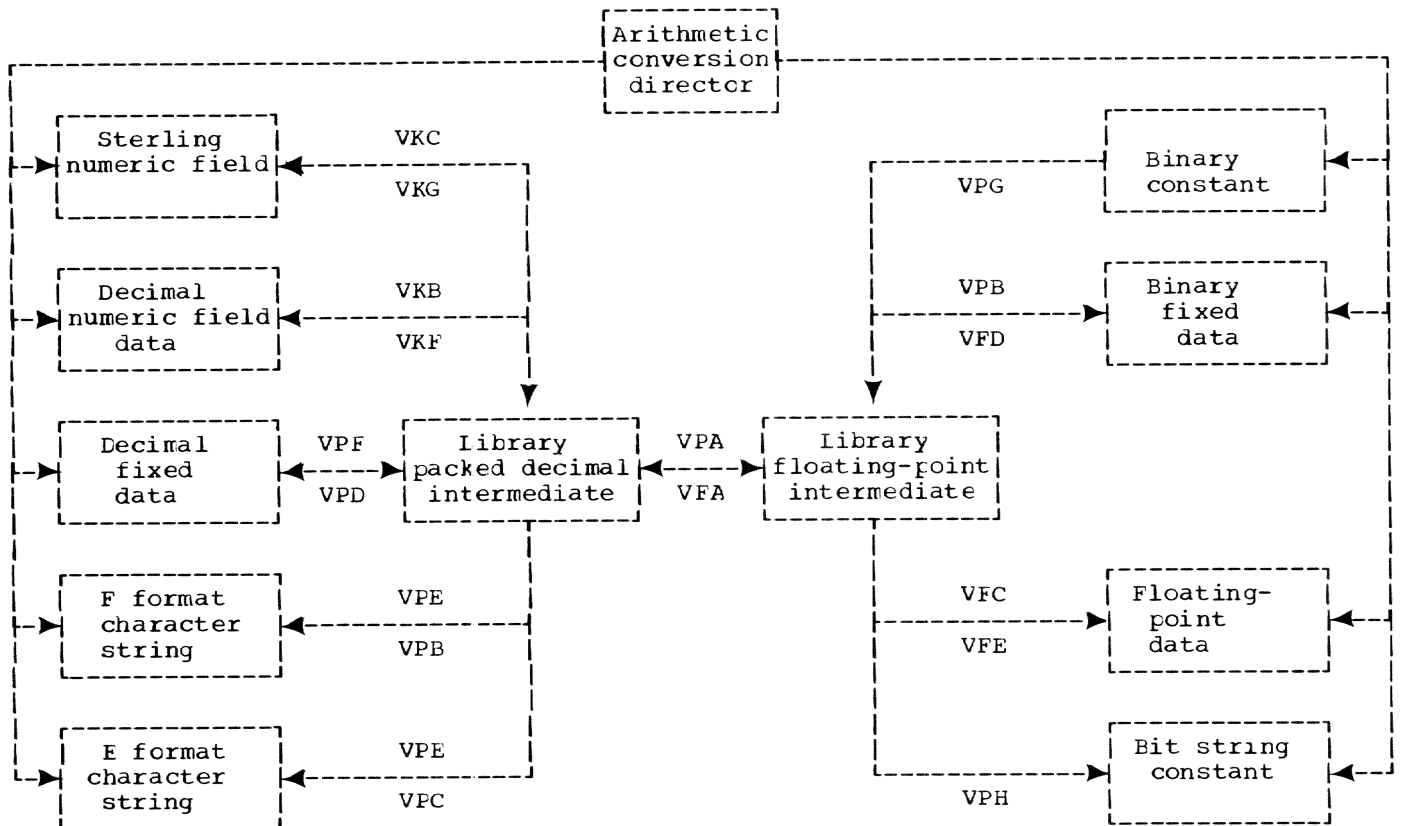 Arithmetic
conversion
director
Sterling
numeric field
VKC
VKG
VPG
Binary
constant
Decimal
numeric field
data
VKB
VKF
VPB
VFD
Binary
fixed
data
Decimal
fixed
data
VPF
VPD
Library
packed decimal
intermediate
VPA
VFA
Library
floating-point
intermediate
F format
character
string
VPE
VPB
VFC
VFE
Floating-
point
data
E format
character
string
VPE
VPC
VPH
Bit string
constant